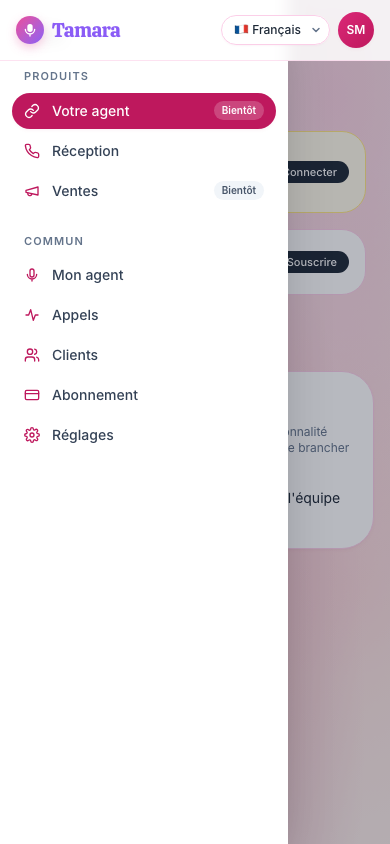 Tamara
🇫🇷 Français
SM
PRODUITS
Votre agent
Bientôt
Réception
Ventes
Bientôt
COMMUN
Mon agent
Appels
Clients
Abonnement
Réglages
Connecter
Souscrire
brancher
l'équipe